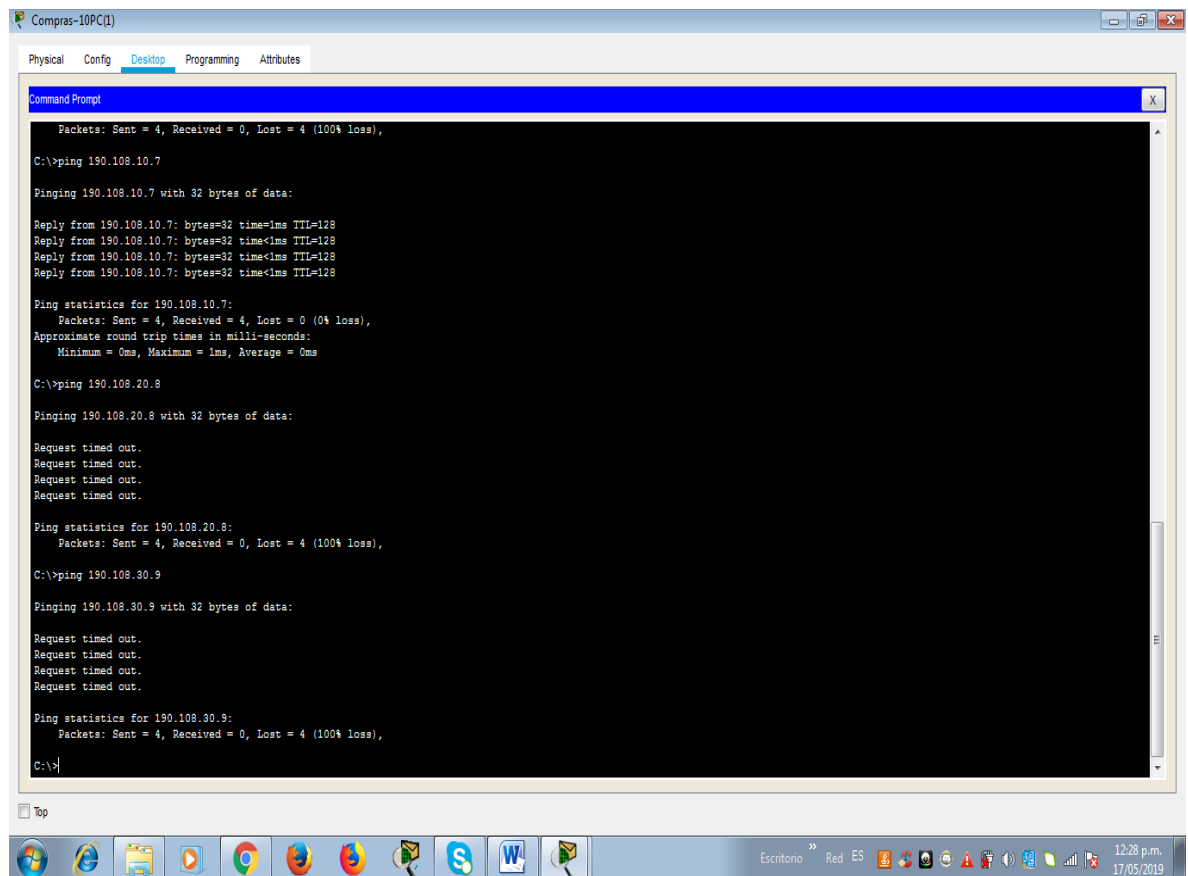 Compras-10PC(1)
Physical Config Desktop Programming Attributes
Command Prompt
X
Packets: Sent = 4, Received = 0, Lost = 4 (100% loss),
C:\>ping 190.108.10.7
Pinging 190.108.10.7 with 32 bytes of data:
Reply from 190.108.10.7: bytes=32 time=1ms TTL=128
Reply from 190.108.10.7: bytes=32 time<1ms TTL=128
Reply from 190.108.10.7: bytes=32 time<1ms TTL=128
Reply from 190.108.10.7: bytes=32 time<1ms TTL=128
Ping statistics for 190.108.10.7:
Packets: Sent = 4, Received = 4, Lost = 0 (0% loss),
Approximate round trip times in milli-seconds:
Minimum = 0ms, Maximum = 1ms, Average = 0ms
C:\>ping 190.108.20.8
Pinging 190.108.20.8 with 32 bytes of data:
Request timed out.
Request timed out.
Request timed out.
Request timed out.
Ping statistics for 190.108.20.8:
Packets: Sent = 4, Received = 0, Lost = 4 (100% loss),
C:\>ping 190.108.30.9
Pinging 190.108.30.9 with 32 bytes of data:
Request timed out.
Request timed out.
Request timed out.
Request timed out.
Ping statistics for 190.108.30.9:
Packets: Sent = 4, Received = 0, Lost = 4 (100% loss),
C:\>
Top
Escritorio » Red ES 12:28 p.m.
17/05/2019